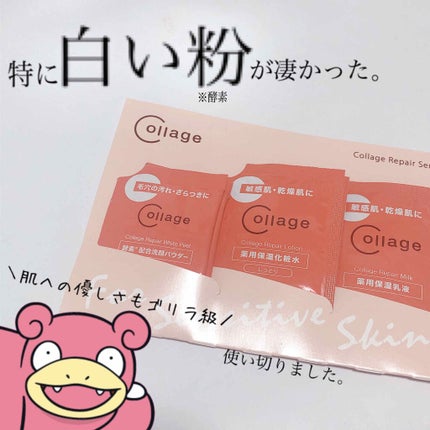 特に白い粉が凄かった。
※酵素
Collage
Collage Repair Ser
毛穴の汚れ・ざらつきに
Collage
Collage Repair White Peel
酵素*配合洗顔パウダー
敏感肌・乾燥肌に
Collage
Collage Repair Lotion
薬用保湿化粧水
しっとり
敏感肌・乾燥肌に
Collage
Collage Repair Milk
薬用保湿乳液
Sensitive
Skin
\肌への優しさもゴリラ級/
使い切りました。